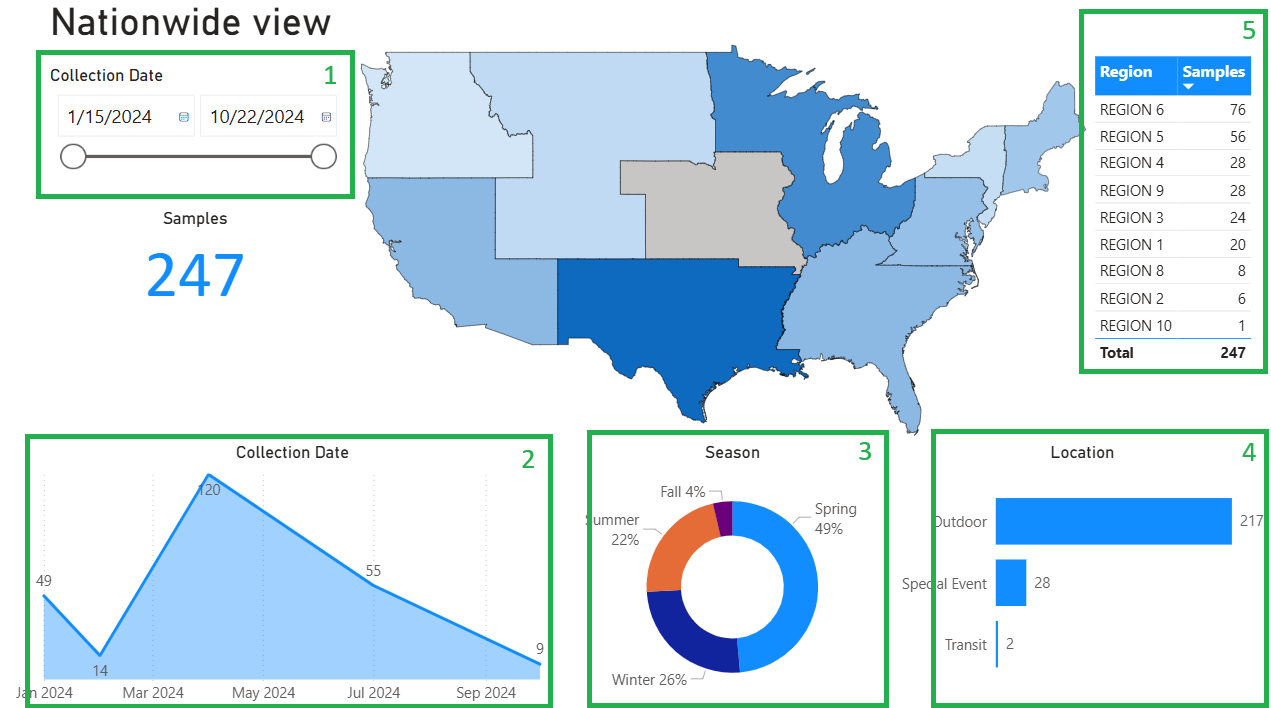 Nationwide view
Collection Date
1
1/15/2024
10/22/2024
Samples
247
5
Region Samples
REGION 6 76
REGION 5 56
REGION 4 28
REGION 9 28
REGION 3 24
REGION 1 20
REGION 8 8
REGION 2 6
REGION 10 1
Total 247
Collection Date
2
120
49
55
14
9
Jan 2024 Mar 2024 May 2024 Jul 2024 Sep 2024
Season
3
Fall 4%
Spring
49%
Summer
22%
Winter 26%
Location
4
Outdoor 217
Special Event 28
Transit 2